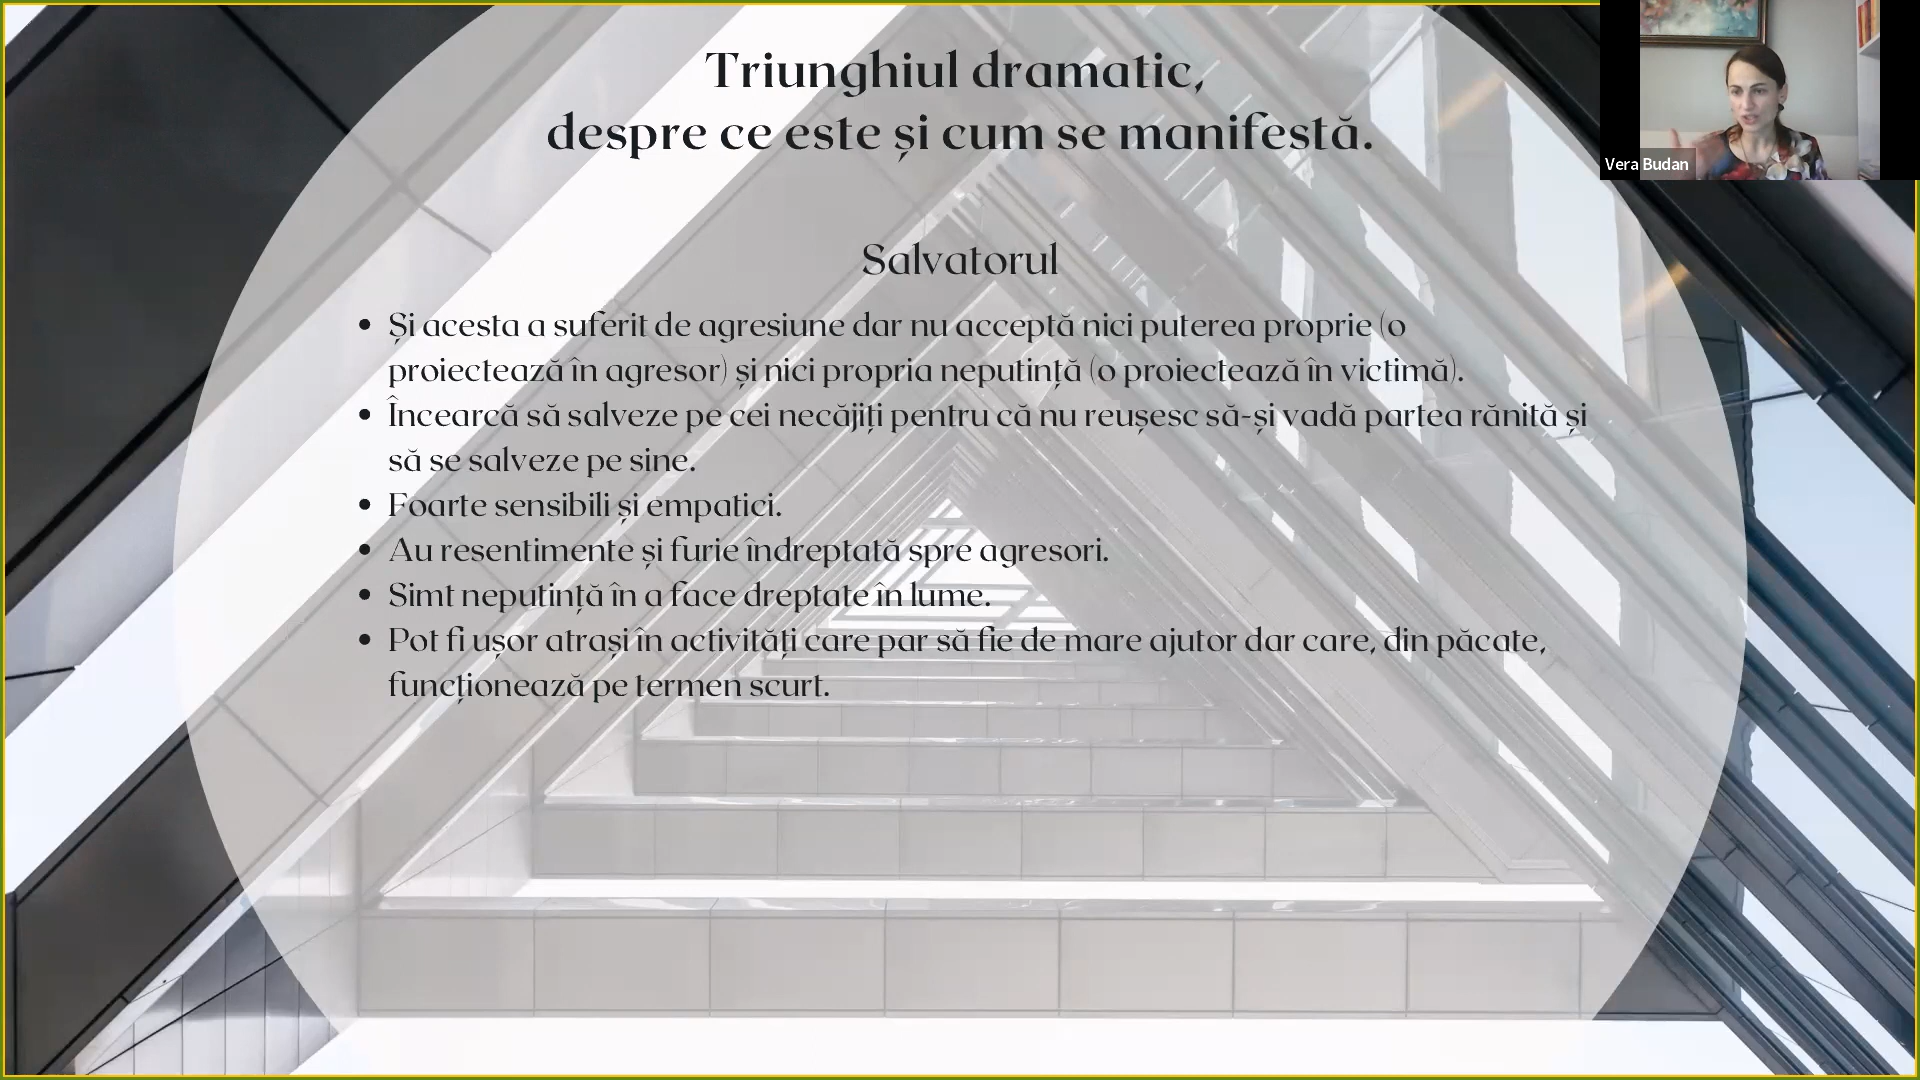 Triunghiul dramatic,
despre ce este și cum se manifestă.
Vera Budan
Salvatorul
• Și acesta a suferit de agresiune dar nu acceptă nici puterea proprie (o
proiectează în agresor) și nici propria neputință (o proiectează în victimă).
• Încearcă să salveze pe cei necăjiți pentru că nu reușesc să-și vadă partea rănită și
să se salveze pe sine.
• Foarte sensibili și empatici.
• Au resentimente și furie îndreptată spre agresori.
• Simt neputință în a face dreptate în lume.
• Pot fi ușor atrași în activități care par să fie de mare ajutor dar care, din păcate,
funcționează pe termen scurt.